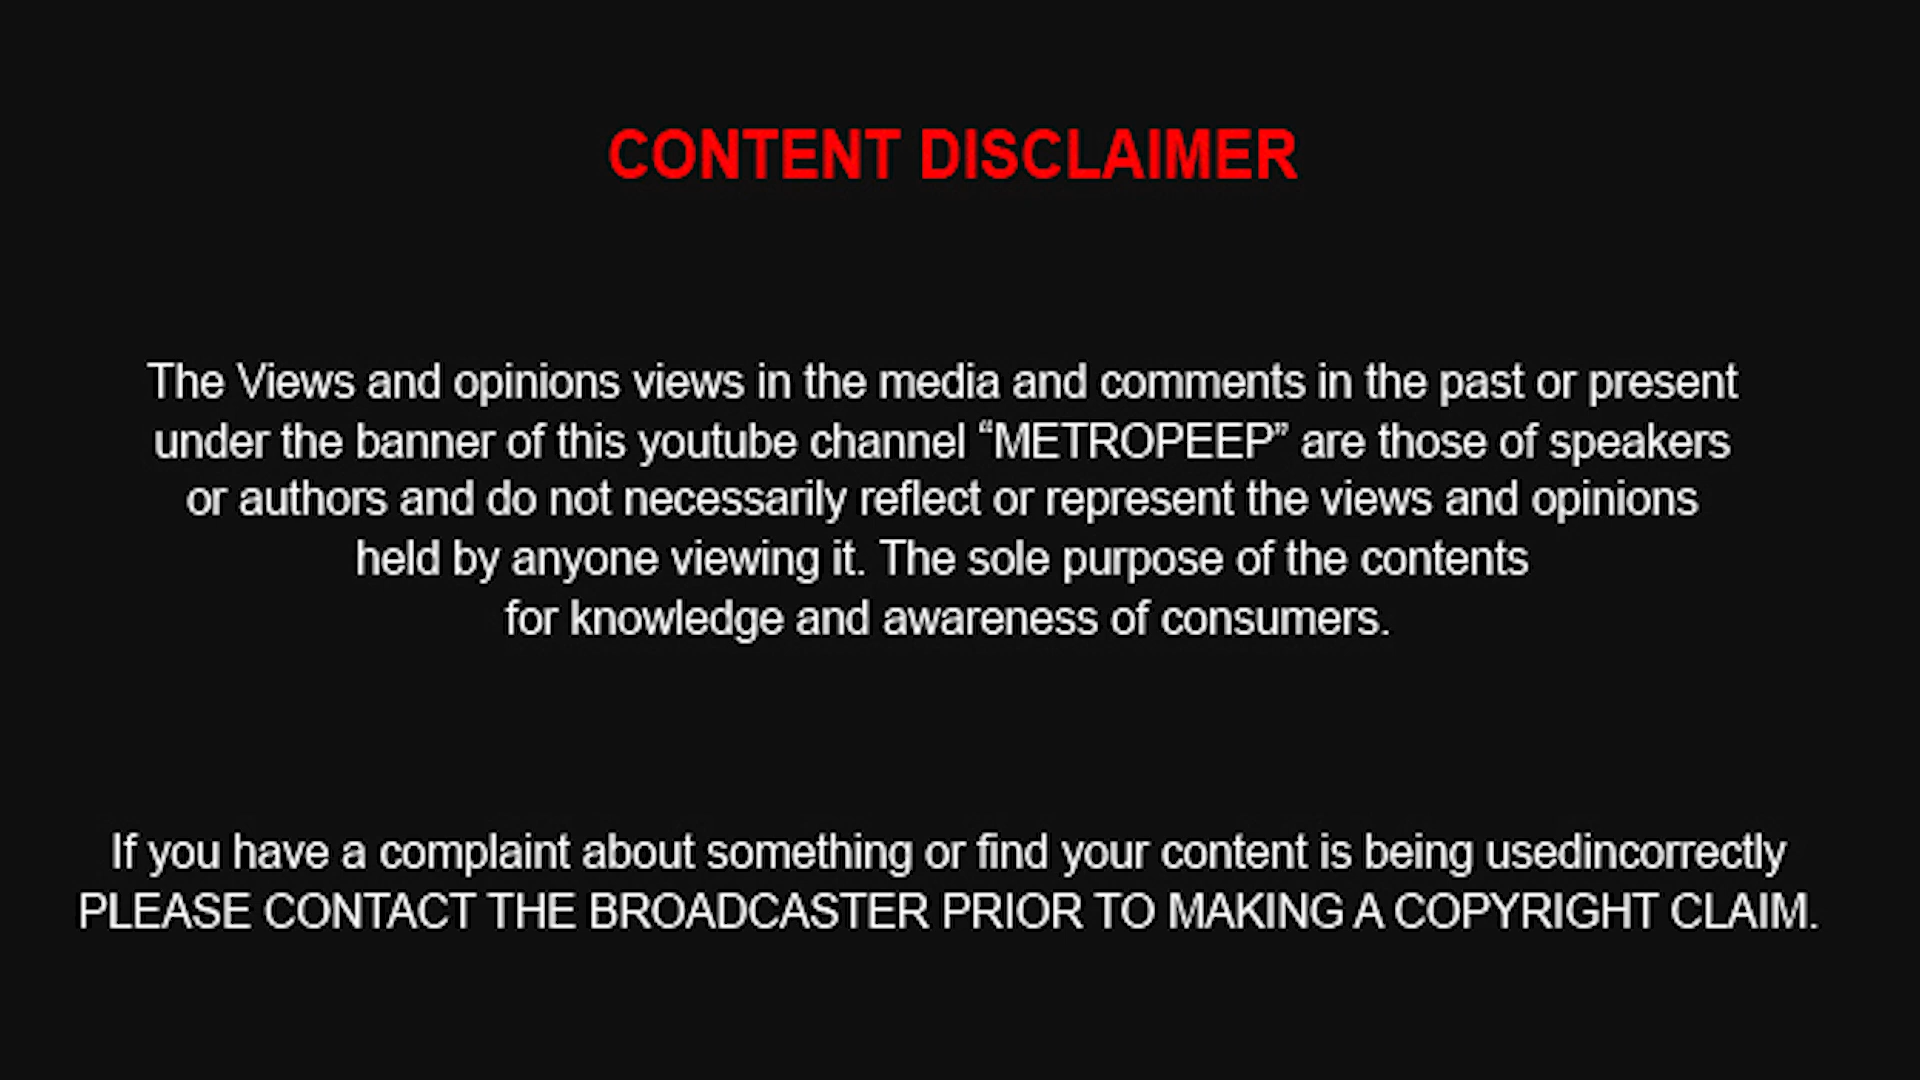 CONTENT DISCLAIMER
The Views and opinions views in the media and comments in the past or present
under the banner of this youtube channel “METROPEEP” are those of speakers
or authors and do not necessarily reflect or represent the views and opinions
held by anyone viewing it. The sole purpose of the contents
for knowledge and awareness of consumers.
If you have a complaint about something or find your content is being usedincorrectly
PLEASE CONTACT THE BROADCASTER PRIOR TO MAKING A COPYRIGHT CLAIM.